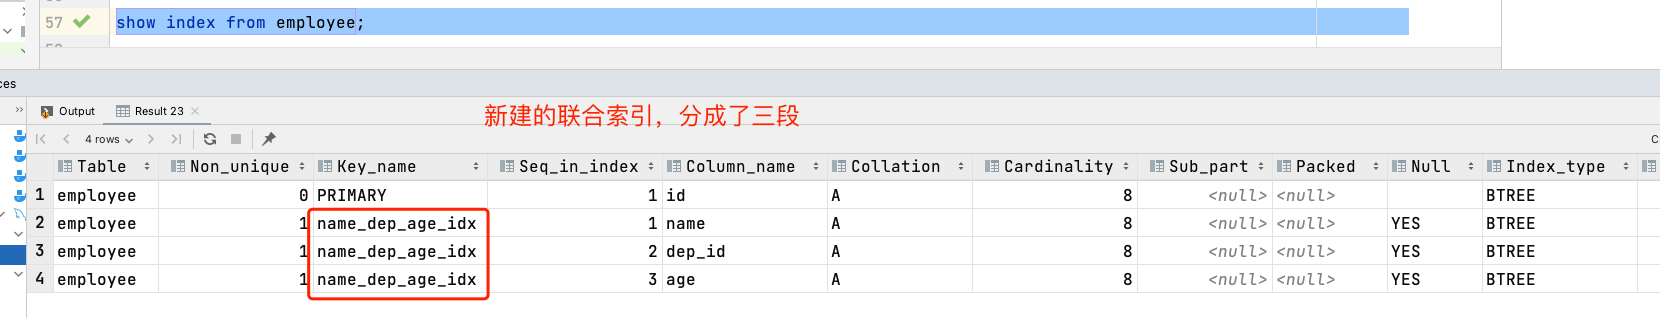 57 show index from employee;
ces
Output Result 23
新建的联合索引，分成了三段
4 rows
Table Non_unique Key_name Seq_in_index Column_name Collation Cardinality Sub_part Packed Null Index_type
1 employee 0 PRIMARY 1 id A 8 <null> <null> BTREE
2 employee 1 name_dep_age_idx 1 name A 8 <null> <null> YES BTREE
3 employee 1 name_dep_age_idx 2 dep_id A 8 <null> <null> YES BTREE
4 employee 1 name_dep_age_idx 3 age A 8 <null> <null> YES BTREE